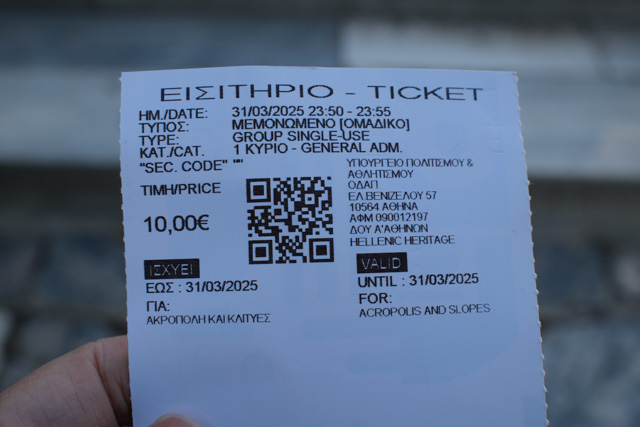 ΕΙΣΙΤΗΡΙΟ - TICKET
ΗΜ./DATE: 31/03/2025 23:50 - 23:55
ΤΥΠΟΣ: ΜΕΜΟΝΩΜΕΝΟ [ΟΜΑΔΙΚΟ]
TYPE: GROUP SINGLE-USE
ΚΑΤ./CAT. 1 ΚΥΡΙΟ - GENERAL ADM.
"SEC. CODE" ""
ΤΙΜΗ/PRICE
10,00€
ΥΠΟΥΡΓΕΙΟ ΠΟΛΙΤΙΣΜΟΥ &
ΑΘΛΗΤΙΣΜΟΥ
ΟΔΑΠ
ΕΛ ΒΕΝΙΖΕΛΟΥ 57
10564 ΑΘΗΝΑ
ΑΦΜ 090012197
ΔΟΥ Α'ΑΘΗΝΩΝ
HELLENIC HERITAGE
ΙΣΧΥΕΙ
ΕΩΣ : 31/03/2025
ΓΙΑ:
ΑΚΡΟΠΟΛΗ ΚΑΙ ΚΛΙΤΥΕΣ
VALID
UNTIL : 31/03/2025
FOR:
ACROPOLIS AND SLOPES